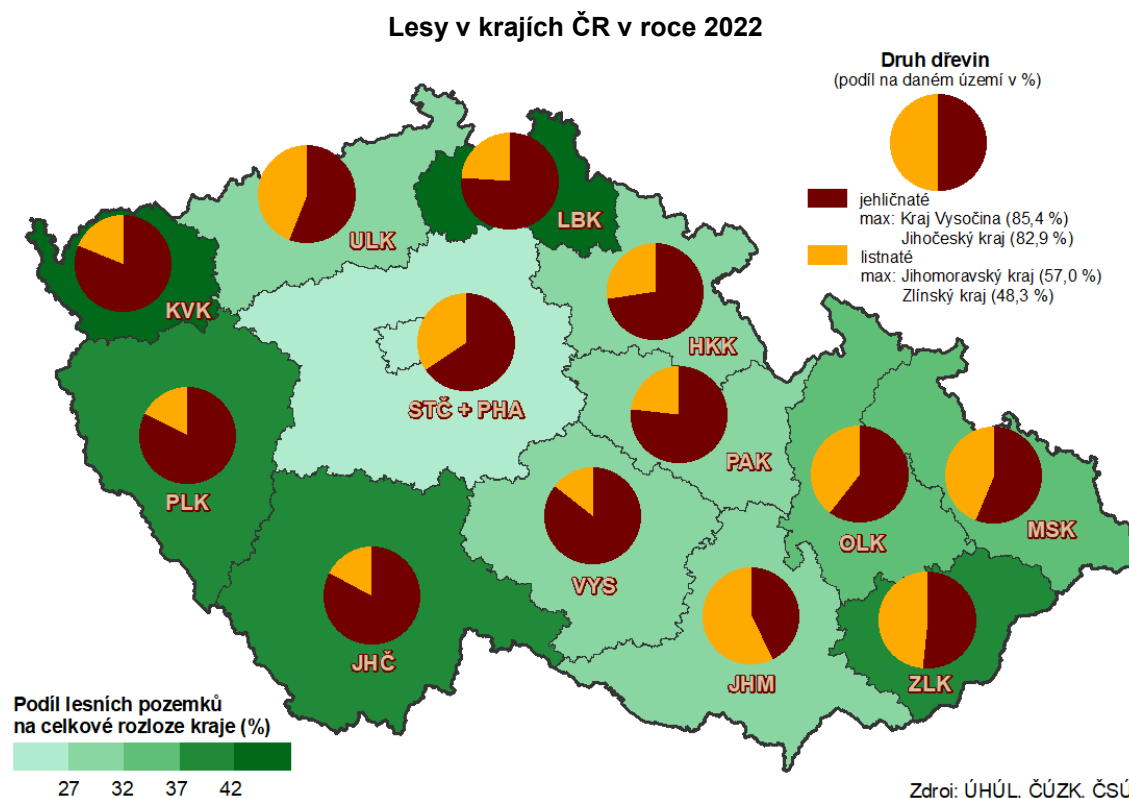 Lesy v krajích ČR v roce 2022
Druh dřevin
(podíl na daném území v %)
jehličnaté
max: Kraj Vysočina (85,4 %)
Jihočeský kraj (82,9 %)
listnaté
max: Jihomoravský kraj (57,0 %)
Zlínský kraj (48,3 %)
LBK
ULK
KVK
HKK
STČ + PHA
PAK
PLK
OLK
MSK
VYS
JHČ
JHM
ZLK
Podíl lesních pozemků
na celkové rozloze kraje (%)
27 32 37 42
Zdroj: ÚHÚL. ČÚZK. ČSÚ